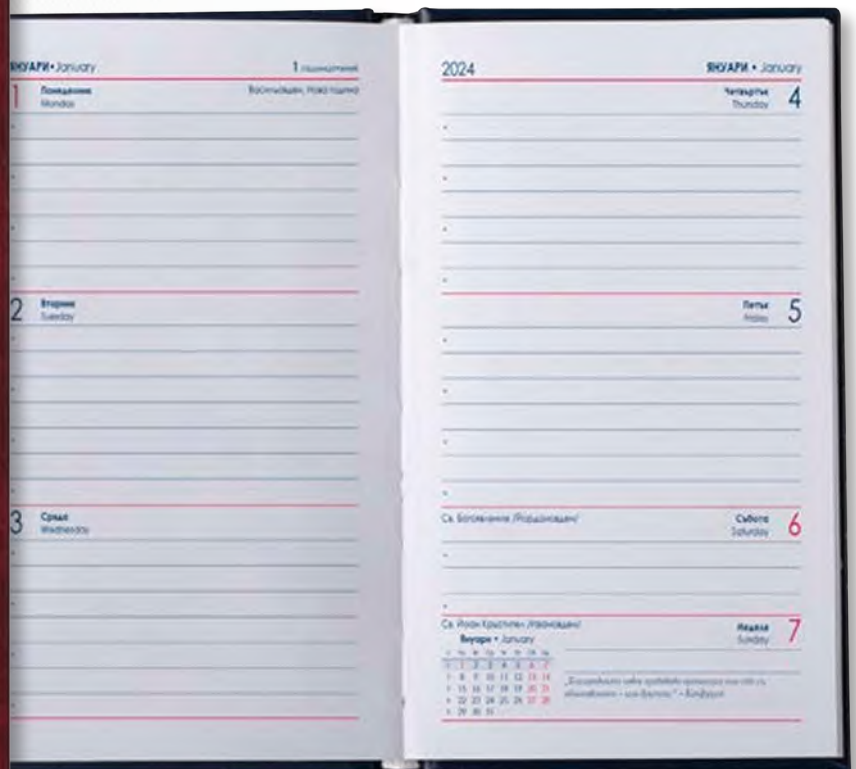 ЯНУАРИ • January
1
1 Понеделник
Monday
Васильовден, Нова година
2 Вторник
Tuesday
3 Сряда
Wednesday
2024
ЯНУАРИ • January
Четвъртък 4
Thursday
Петък 5
Friday
Св. Богоявление /Йордановден/
Събота 6
Saturday
Св. Йоан Кръстител /Ивановден/
Неделя 7
Sunday
Януари • January
1 2 3 4 5 6 7
8 9 10 11 12 13 14
15 16 17 18 19 20 21
22 23 24 25 26 27 28
29 30 31
- Конфуций